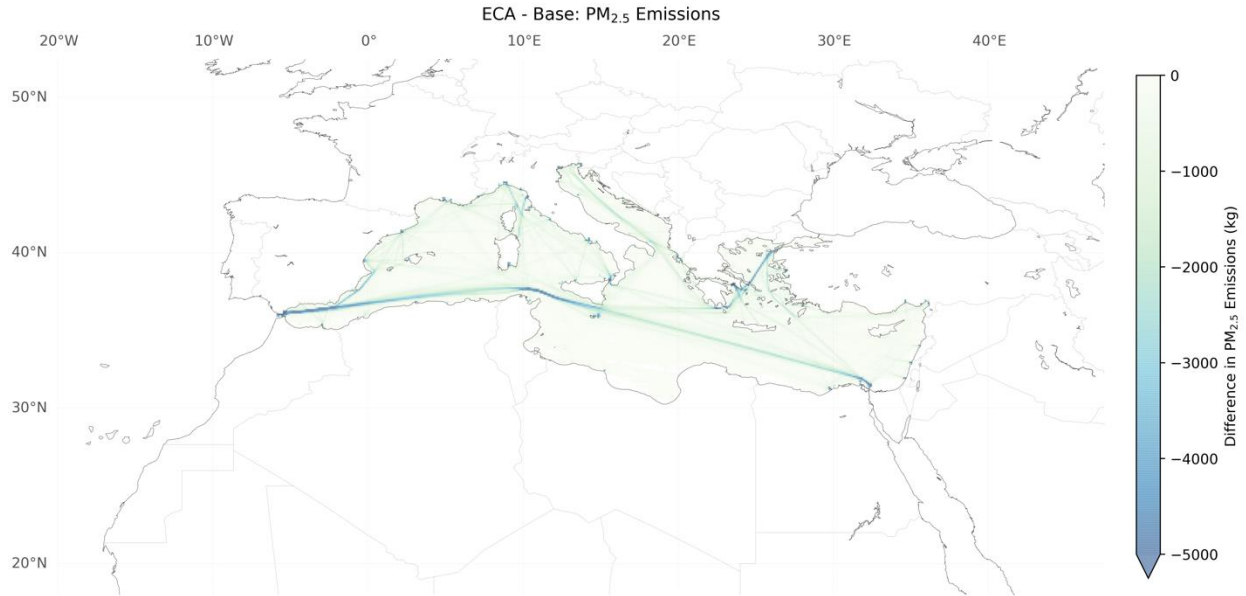 ECA - Base: PM₂.₅ Emissions
20°W 10°W 0° 10°E 20°E 30°E 40°E
50°N
40°N
30°N
20°N
0
−1000
−2000
−3000
−4000
−5000
Difference in PM₂.₅ Emissions (kg)